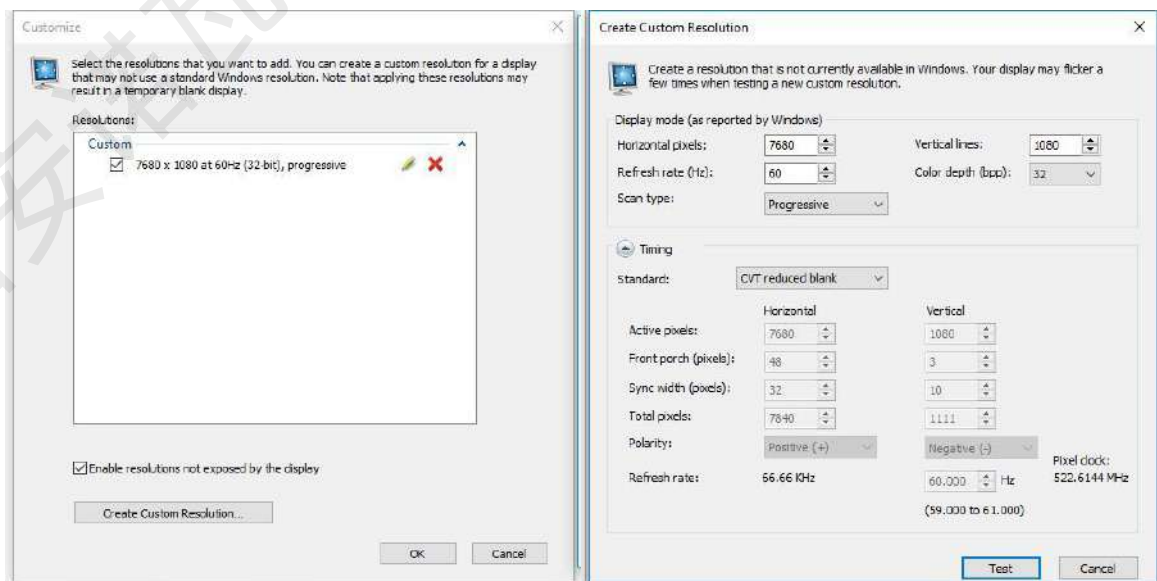 Customize
Select the resolutions that you want to add. You can create a custom resolution for a display
that may not use a standard Windows resolution. Note that applying these resolutions may
result in a temporary blank display.
Resolutions:
Custom
7680 x 1080 at 60Hz (32-bit), progressive
Enable resolutions not exposed by the display
Create Custom Resolution...
OK Cancel
Create Custom Resolution
Create a resolution that is not currently available in Windows. Your display may flicker a
few times when testing a new custom resolution.
Display mode (as reported by Windows)
Horizontal pixels: 7680 Vertical lines: 1080
Refresh rate (Hz): 60 Color depth (bpp): 32
Scan type: Progressive
Timing
Standard: CVT reduced blank
Horizontal Vertical
Active pixels: 7680 1080
Front porch (pixels): 48 3
Sync width (pixels): 32 10
Total pixels: 7840 1111
Polarity: Positive (+) Negative (-)
Pixel clock:
Refresh rate: 66.66 KHz 60.000 Hz 522.6144 MHz
(59.000 to 61.000)
Test Cancel
安诺